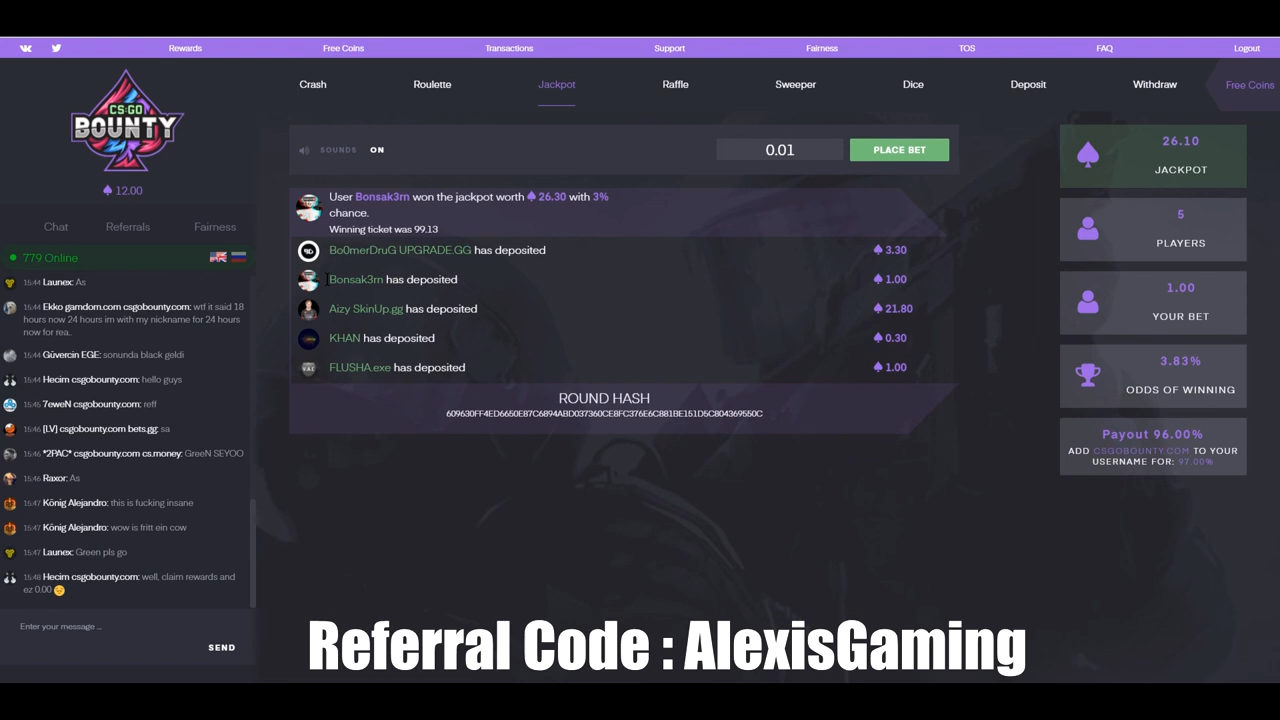 Rewards Free Coins Transactions Support Fairness TOS FAQ Logout
CS:GO
BOUNTY
12.00
Chat Referrals Fairness
779 Online
15:44 Launex: As
15:44 Ekko gamdom.com csgobounty.com: wtf it said 18
hours now 24 hours im with my nickname for 24 hours
now for rea..
15:44 Güvercin EGE: sonunda black geldi
15:44 Hecim csgobounty.com: hello guys
15:45 7eweN csgobounty.com: reff
15:46 [LV] csgobounty.com bets.gg: sa
15:46 *2PAC* csgobounty.com cs.money: GreeN SEYOO
15:46 Raxor: As
15:47 König Alejandro: this is fucking insane
15:47 König Alejandro: wow is fritt ein cow
15:47 Launex: Green pls go
15:48 Hecim csgobounty.com: well, claim rewards and
ez 0.00
Enter your message ...
SEND
Crash Roulette Jackpot Raffle Sweeper Dice Deposit Withdraw Free Coins
SOUNDS ON
0.01
PLACE BET
User Bonsak3rn won the jackpot worth 26.30 with 3%
chance.
Winning ticket was 99.13
Bo0merDruG UPGRADE.GG has deposited 3.30
Bonsak3rn has deposited 1.00
Aizy SkinUp.gg has deposited 21.80
KHAN has deposited 0.30
VAC
FLUSHA.exe has deposited 1.00
ROUND HASH
609630FF4ED6650E87C6894ABD037360CE8FC376E6C881BE151D5C804369550C
26.10
JACKPOT
5
PLAYERS
1.00
YOUR BET
3.83%
ODDS OF WINNING
Payout 96.00%
ADD CSGOBOUNTY.COM TO YOUR
USERNAME FOR: 97.00%
Referral Code : AlexisGaming